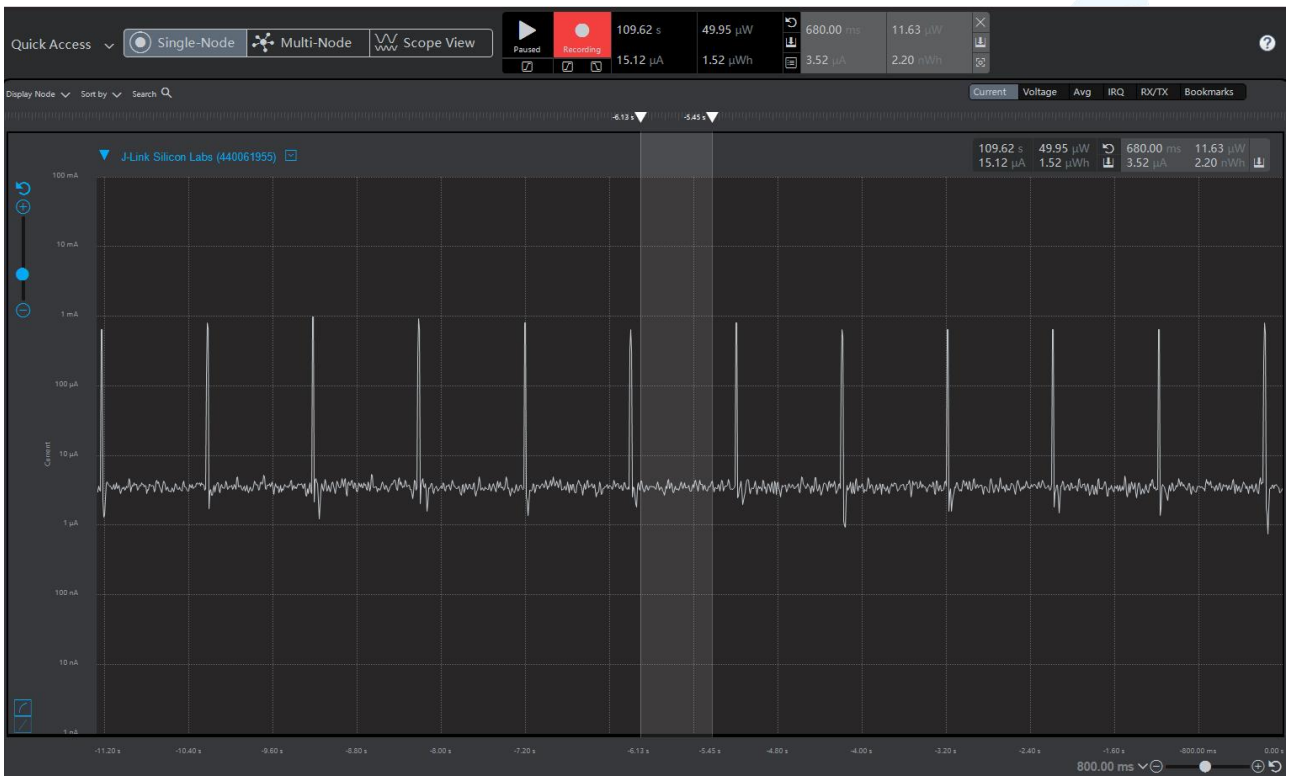 Quick Access Single-Node Multi-Node Scope View
Paused Recording
109.62 s 49.95 µW 680.00 ms 11.63 µW
15.12 µA 1.52 µWh 3.52 µA 2.20 nWh
?
Display Node Sort by Search
Current Voltage Avg IRQ RX/TX Bookmarks
-6.13 s -5.45 s
J-Link Silicon Labs (440061955)
109.62 s 49.95 µW 680.00 ms 11.63 µW
15.12 µA 1.52 µWh 3.52 µA 2.20 nWh
100 mA
10 mA
1 mA
100 µA
Current
10 µA
1 µA
100 nA
10 nA
1 nA
-11.20 s -10.40 s -9.60 s -8.80 s -8.00 s -7.20 s -6.13 s -5.45 s -4.80 s -4.00 s -3.20 s -2.40 s -1.60 s -800.00 ms 0.00 s
800.00 ms